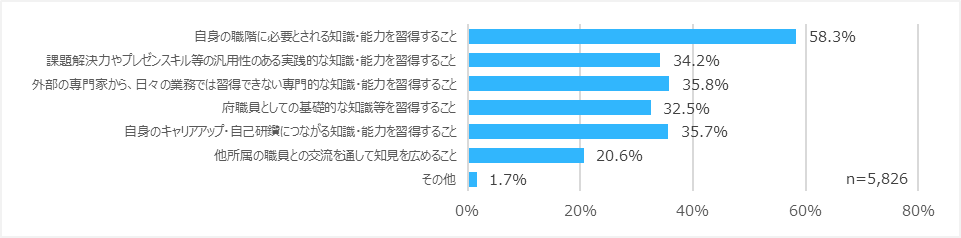 自身の職階に必要とされる知識・能力を習得すること 58.3%
課題解決力やプレゼンスキル等の汎用性のある実践的な知識・能力を習得すること 34.2%
外部の専門家から、日々の業務では習得できない専門的な知識・能力を習得すること 35.8%
府職員としての基礎的な知識等を習得すること 32.5%
自身のキャリアアップ・自己研鑽につながる知識・能力を習得すること 35.7%
他所属の職員との交流を通して知見を広めること 20.6%
その他 1.7%
n=5,826
0% 20% 40% 60% 80%